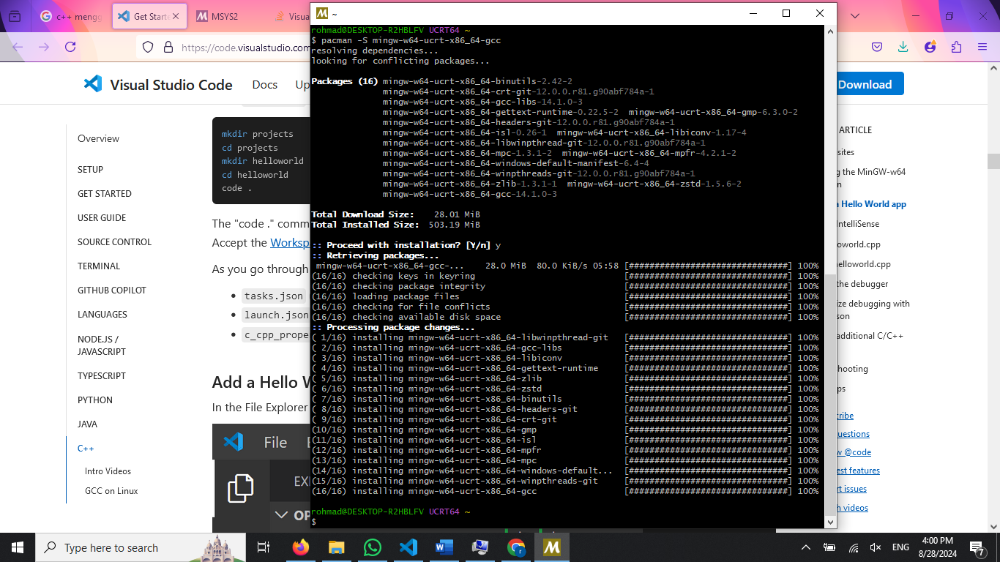 c++ mengg
Get Starte
MSYS2
Visua
~
https://code.visualstudio.com
Visual Studio Code
Docs
Up
Download
Overview
SETUP
GET STARTED
USER GUIDE
SOURCE CONTROL
TERMINAL
GITHUB COPILOT
LANGUAGES
NODE.JS /
JAVASCRIPT
TYPESCRIPT
PYTHON
JAVA
C++
Intro Videos
GCC on Linux
mkdir projects
cd projects
mkdir helloworld
cd helloworld
code .
The "code ." comm
Accept the Worksp
As you go through
• tasks.json
• launch.json
• c_cpp_prope
Add a Hello W
In the File Explorer
File
EX
OP
rohmad@DESKTOP-R2HBLFV UCRT64 ~
$ pacman -S mingw-w64-ucrt-x86_64-gcc
resolving dependencies...
looking for conflicting packages...
Packages (16) mingw-w64-ucrt-x86_64-binutils-2.42-2
mingw-w64-ucrt-x86_64-crt-git-12.0.0.r81.g90abf784a-1
mingw-w64-ucrt-x86_64-gcc-libs-14.1.0-3
mingw-w64-ucrt-x86_64-gettext-runtime-0.22.5-2 mingw-w64-ucrt-x86_64-gmp-6.3.0-2
mingw-w64-ucrt-x86_64-headers-git-12.0.0.r81.g90abf784a-1
mingw-w64-ucrt-x86_64-isl-0.26-1 mingw-w64-ucrt-x86_64-libiconv-1.17-4
mingw-w64-ucrt-x86_64-libwinpthread-git-12.0.0.r81.g90abf784a-1
mingw-w64-ucrt-x86_64-mpc-1.3.1-2 mingw-w64-ucrt-x86_64-mpfr-4.2.1-2
mingw-w64-ucrt-x86_64-windows-default-manifest-6.4-4
mingw-w64-ucrt-x86_64-winpthreads-git-12.0.0.r81.g90abf784a-1
mingw-w64-ucrt-x86_64-zlib-1.3.1-1 mingw-w64-ucrt-x86_64-zstd-1.5.6-2
mingw-w64-ucrt-x86_64-gcc-14.1.0-3
Total Download Size: 28.01 MiB
Total Installed Size: 503.19 MiB
:: Proceed with installation? [Y/n] y
:: Retrieving packages...
mingw-w64-ucrt-x86_64-gcc-... 28.0 MiB 80.0 KiB/s 05:58 [###############################] 100%
(16/16) checking keys in keyring [###############################] 100%
(16/16) checking package integrity [###############################] 100%
(16/16) loading package files [###############################] 100%
(16/16) checking for file conflicts [###############################] 100%
(16/16) checking available disk space [###############################] 100%
:: Processing package changes...
( 1/16) installing mingw-w64-ucrt-x86_64-libwinpthread-git [###############################] 100%
( 2/16) installing mingw-w64-ucrt-x86_64-gcc-libs [###############################] 100%
( 3/16) installing mingw-w64-ucrt-x86_64-libiconv [###############################] 100%
( 4/16) installing mingw-w64-ucrt-x86_64-gettext-runtime [###############################] 100%
( 5/16) installing mingw-w64-ucrt-x86_64-zlib [###############################] 100%
( 6/16) installing mingw-w64-ucrt-x86_64-zstd [###############################] 100%
( 7/16) installing mingw-w64-ucrt-x86_64-binutils [###############################] 100%
( 8/16) installing mingw-w64-ucrt-x86_64-headers-git [###############################] 100%
( 9/16) installing mingw-w64-ucrt-x86_64-crt-git [###############################] 100%
(10/16) installing mingw-w64-ucrt-x86_64-gmp [###############################] 100%
(11/16) installing mingw-w64-ucrt-x86_64-isl [###############################] 100%
(12/16) installing mingw-w64-ucrt-x86_64-mpfr [###############################] 100%
(13/16) installing mingw-w64-ucrt-x86_64-mpc [###############################] 100%
(14/16) installing mingw-w64-ucrt-x86_64-windows-default... [###############################] 100%
(15/16) installing mingw-w64-ucrt-x86_64-winpthreads-git [###############################] 100%
(16/16) installing mingw-w64-ucrt-x86_64-gcc [###############################] 100%
rohmad@DESKTOP-R2HBLFV UCRT64 ~
$
ARTICLE
sites
g the MinGW-w64
n
a Hello World app
IntelliSense
oworld.cpp
helloworld.cpp
the debugger
ize debugging with
son
additional C/C++
shooting
ps
cribe
uestions
w @code
est features
rt issues
h videos
Type here to search
ENG
4:00 PM
8/28/2024
7